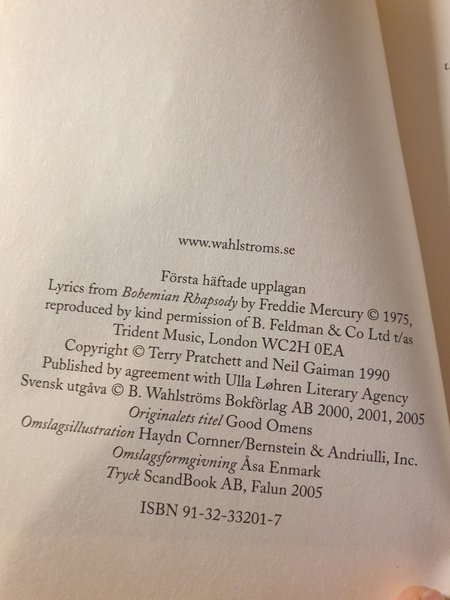 www.wahlstroms.se
Första häftade upplagan
Lyrics from Bohemian Rhapsody by Freddie Mercury © 1975,
reproduced by kind permission of B. Feldman & Co Ltd t/as
Trident Music, London WC2H 0EA
Copyright © Terry Pratchett and Neil Gaiman 1990
Published by agreement with Ulla Løhren Literary Agency
Svensk utgåva © B. Wahlströms Bokförlag AB 2000, 2001, 2005
Originalets titel Good Omens
Omslagsillustration Haydn Cornner/Bernstein & Andriulli, Inc.
Omslagsformgivning Åsa Enmark
Tryck ScandBook AB, Falun 2005
ISBN 91-32-33201-7